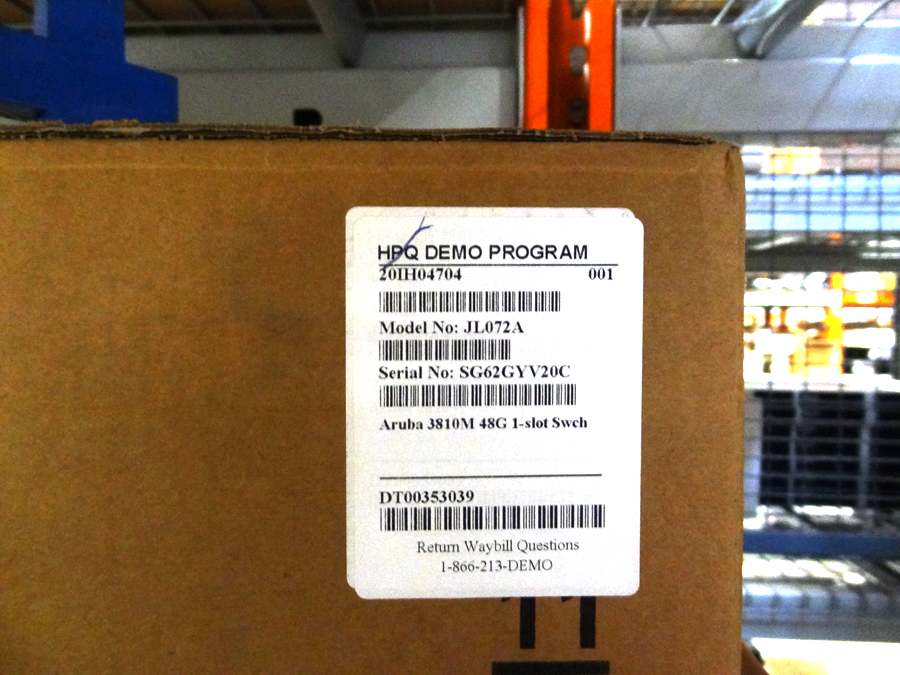 HPQ DEMO PROGRAM
20IH04704 001
Model No: JL072A
Serial No: SG62GYV20C
Aruba 3810M 48G 1-slot Swch
DT00353039
Return Waybill Questions
1-866-213-DEMO